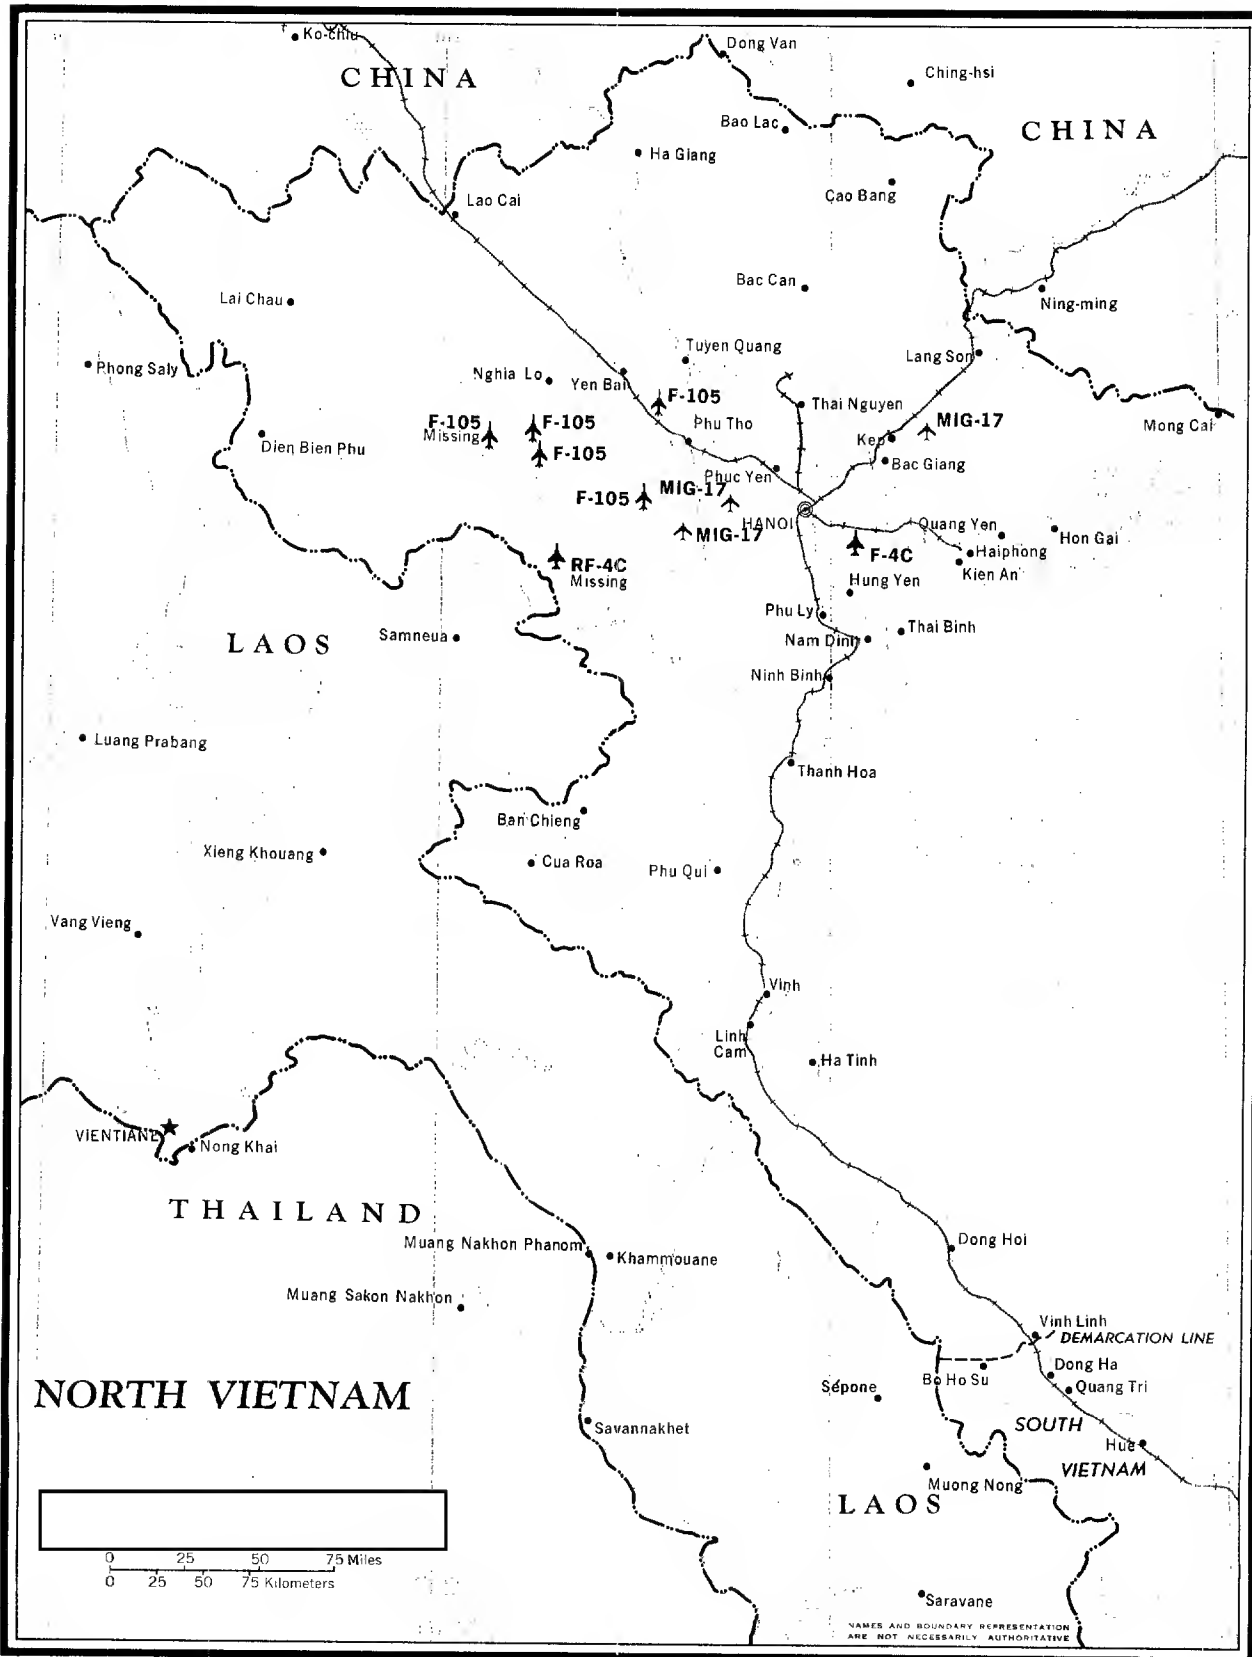 Ko-chiu
CHINA
Dong Van
Ching-hsi
Bao Lac
CHINA
Ha Giang
Cao Bang
Lao Cai
Bac Can
Lai Chau
Ning-ming
Tuyen Quang
Lang Son
Phong Saly
Nghia Lo
Yen Bai
F-105
Thai Nguyen
Mong Cai
F-105
Missing
F-105
Phu Tho
MIG-17
Kep
Dien Bien Phu
F-105
Bac Giang
Phuc Yen
F-105
MIG-17
HANOI
Quang Yen
Hon Gai
MIG-17
Haiphong
F-4C
RF-4C
Missing
Kien An
Hung Yen
Phu Ly
Thai Binh
Samneua
LAOS
Nam Dinh
Ninh Binh
Luang Prabang
Thanh Hoa
Ban Chieng
Xieng Khouang
Cua Roa
Phu Qui
Vang Vieng
Vinh
Linh
Cam
Ha Tinh
VIENTIANE
Nong Khai
THAILAND
Muang Nakhon Phanom
Khammouane
Dong Hoi
Muang Sakon Nakhon
Vinh Linh
DEMARCATION LINE
Dong Ha
Bo Ho Su
Quang Tri
Sépone
NORTH VIETNAM
Savannakhet
SOUTH
VIETNAM
Hue
Muong Nong
LAOS
0 25 50 75 Miles
0 25 50 75 Kilometers
Saravane
NAMES AND BOUNDARY REPRESENTATION
ARE NOT NECESSARILY AUTHORITATIVE